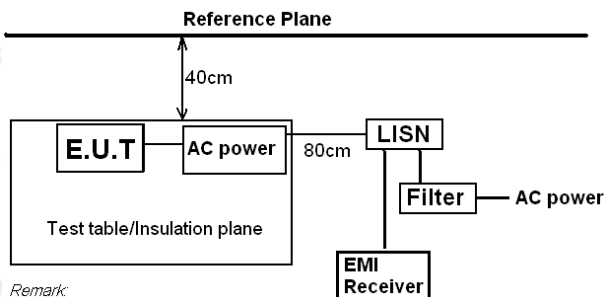 Reference Plane
40cm
E.U.T
AC power
80cm
LISN
Filter
AC power
Test table/Insulation plane
EMI
Receiver
Remark: